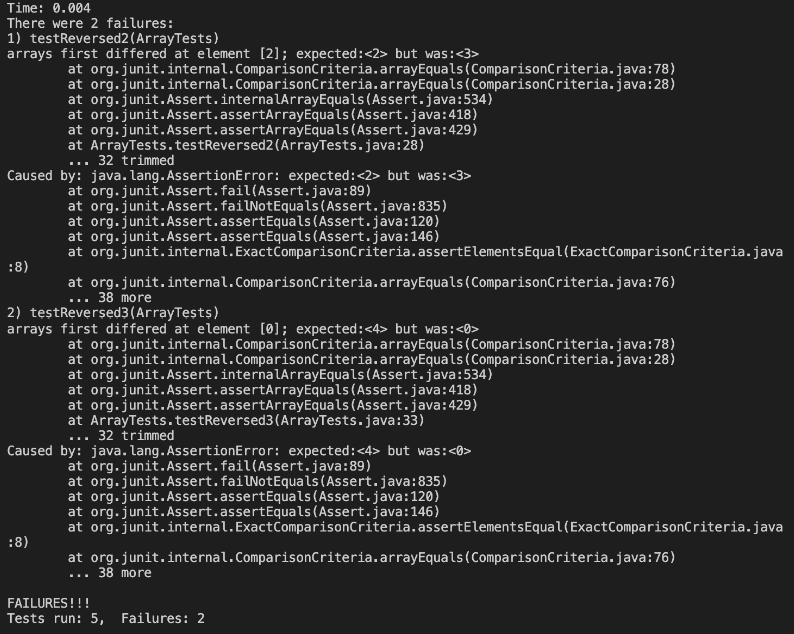 Time: 0.004
There were 2 failures:
1) testReversed2(ArrayTests)
arrays first differed at element [2]; expected:<2> but was:<3>
        at org.junit.internal.ComparisonCriteria.arrayEquals(ComparisonCriteria.java:78)
        at org.junit.internal.ComparisonCriteria.arrayEquals(ComparisonCriteria.java:28)
        at org.junit.Assert.internalArrayEquals(Assert.java:534)
        at org.junit.Assert.assertArrayEquals(Assert.java:418)
        at org.junit.Assert.assertArrayEquals(Assert.java:429)
        at ArrayTests.testReversed2(ArrayTests.java:28)
        ... 32 trimmed
Caused by: java.lang.AssertionError: expected:<2> but was:<3>
        at org.junit.Assert.fail(Assert.java:89)
        at org.junit.Assert.failNotEquals(Assert.java:835)
        at org.junit.Assert.assertEquals(Assert.java:120)
        at org.junit.Assert.assertEquals(Assert.java:146)
        at org.junit.internal.ExactComparisonCriteria.assertElementsEqual(ExactComparisonCriteria.java
:8)
        at org.junit.internal.ComparisonCriteria.arrayEquals(ComparisonCriteria.java:76)
        ... 38 more
2) testReversed3(ArrayTests)
arrays first differed at element [0]; expected:<4> but was:<0>
        at org.junit.internal.ComparisonCriteria.arrayEquals(ComparisonCriteria.java:78)
        at org.junit.internal.ComparisonCriteria.arrayEquals(ComparisonCriteria.java:28)
        at org.junit.Assert.internalArrayEquals(Assert.java:534)
        at org.junit.Assert.assertArrayEquals(Assert.java:418)
        at org.junit.Assert.assertArrayEquals(Assert.java:429)
        at ArrayTests.testReversed3(ArrayTests.java:33)
        ... 32 trimmed
Caused by: java.lang.AssertionError: expected:<4> but was:<0>
        at org.junit.Assert.fail(Assert.java:89)
        at org.junit.Assert.failNotEquals(Assert.java:835)
        at org.junit.Assert.assertEquals(Assert.java:120)
        at org.junit.Assert.assertEquals(Assert.java:146)
        at org.junit.internal.ExactComparisonCriteria.assertElementsEqual(ExactComparisonCriteria.java
:8)
        at org.junit.internal.ComparisonCriteria.arrayEquals(ComparisonCriteria.java:76)
        ... 38 more

FAILURES!!!
Tests run: 5,  Failures: 2